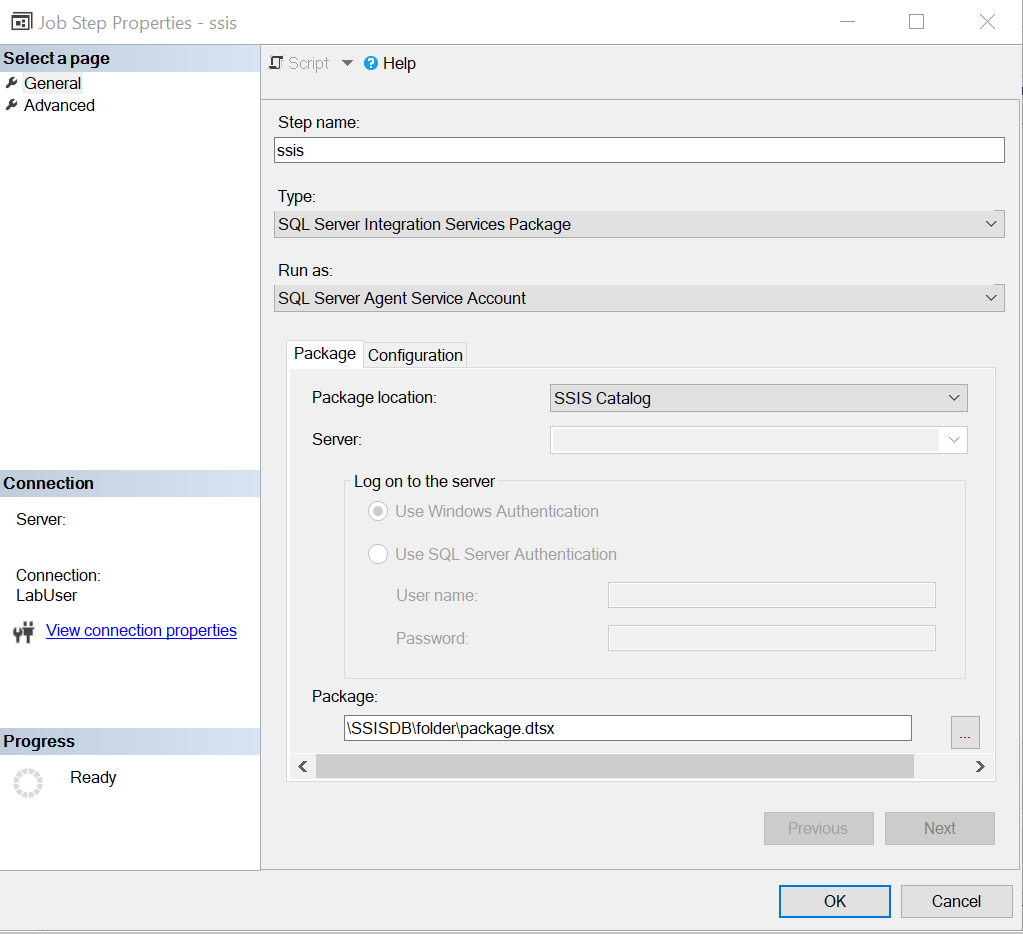 Job Step Properties - ssis
Select a page
General
Advanced
Script
Help
Step name:
ssis
Type:
SQL Server Integration Services Package
Run as:
SQL Server Agent Service Account
Package
Configuration
Package location:
SSIS Catalog
Server:
Log on to the server
Use Windows Authentication
Use SQL Server Authentication
User name:
Password:
Package:
\SSISDB\folder\package.dtsx
...
Connection
Server:
Connection:
LabUser
View connection properties
Progress
Ready
Previous
Next
OK
Cancel